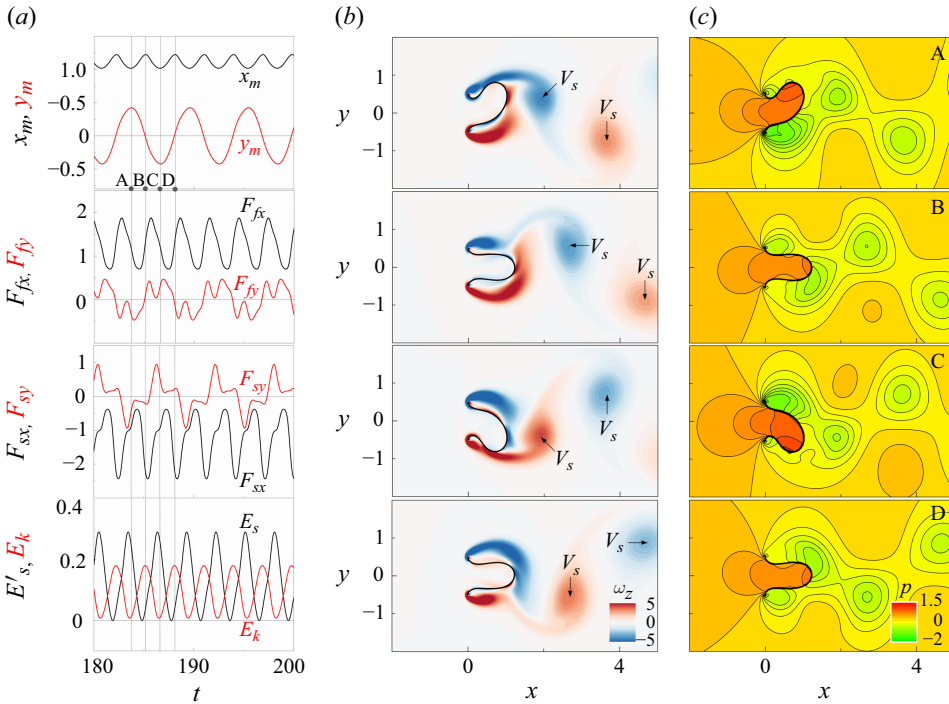 (a)
x_m, y_m
1.0
−0.5
0
−0.5
x_m
y_m
A B C D
F_fx, F_fy
2
1
0
F_fx
F_fy
F_sx, F_sy
1
0
−1
−2
F_sy
F_sx
E'_s, E_k
0.4
0.2
0
E_s
E_k
180 190 200
t
(b)
y
1
0
−1
V_s
V_s
y
1
0
−1
V_s
V_s
y
1
0
−1
V_s
V_s
y
1
0
−1
V_s
V_s
ω_z
5
0
−5
0 2 4
x
(c)
A
B
C
D
p
1.5
0
−2
0 2 4
x